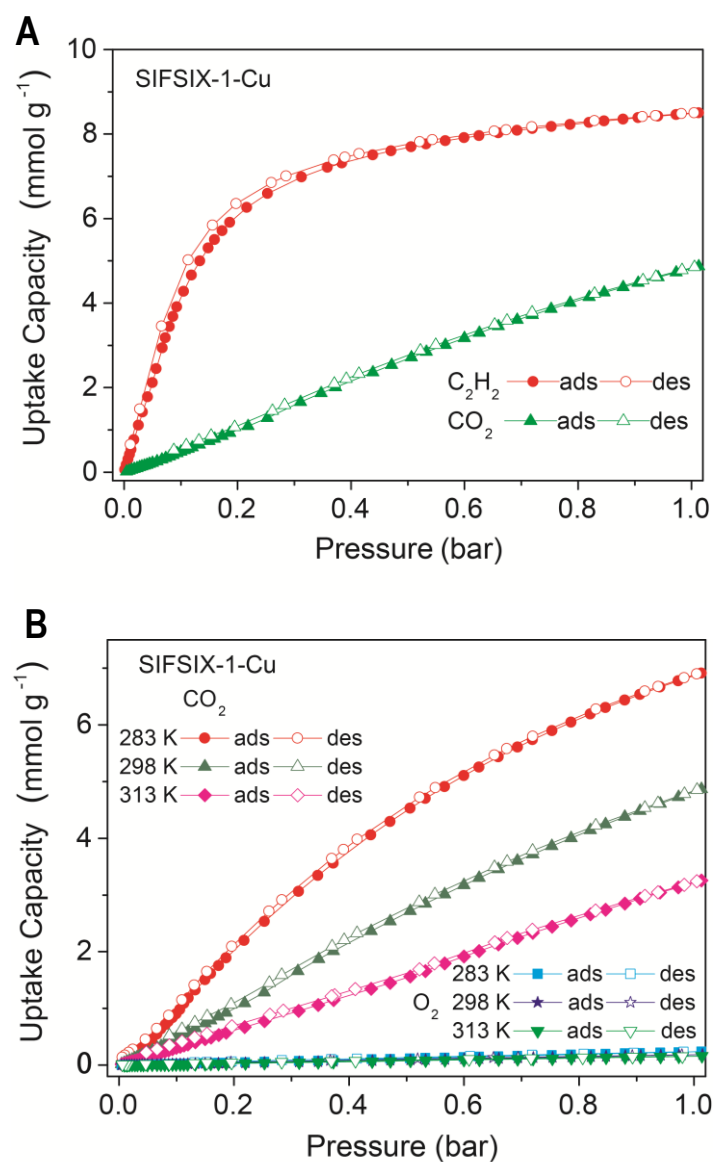 A
SIFSIX-1-Cu
Uptake Capacity (mmol g⁻¹)
10
8
6
4
2
0
C₂H₂ ads des
CO₂ ads des
0.0 0.2 0.4 0.6 0.8 1.0
Pressure (bar)
B
SIFSIX-1-Cu
CO₂
283 K ads des
298 K ads des
313 K ads des
Uptake Capacity (mmol g⁻¹)
6
4
2
0
283 K ads des
O₂ 298 K ads des
313 K ads des
0.0 0.2 0.4 0.6 0.8 1.0
Pressure (bar)